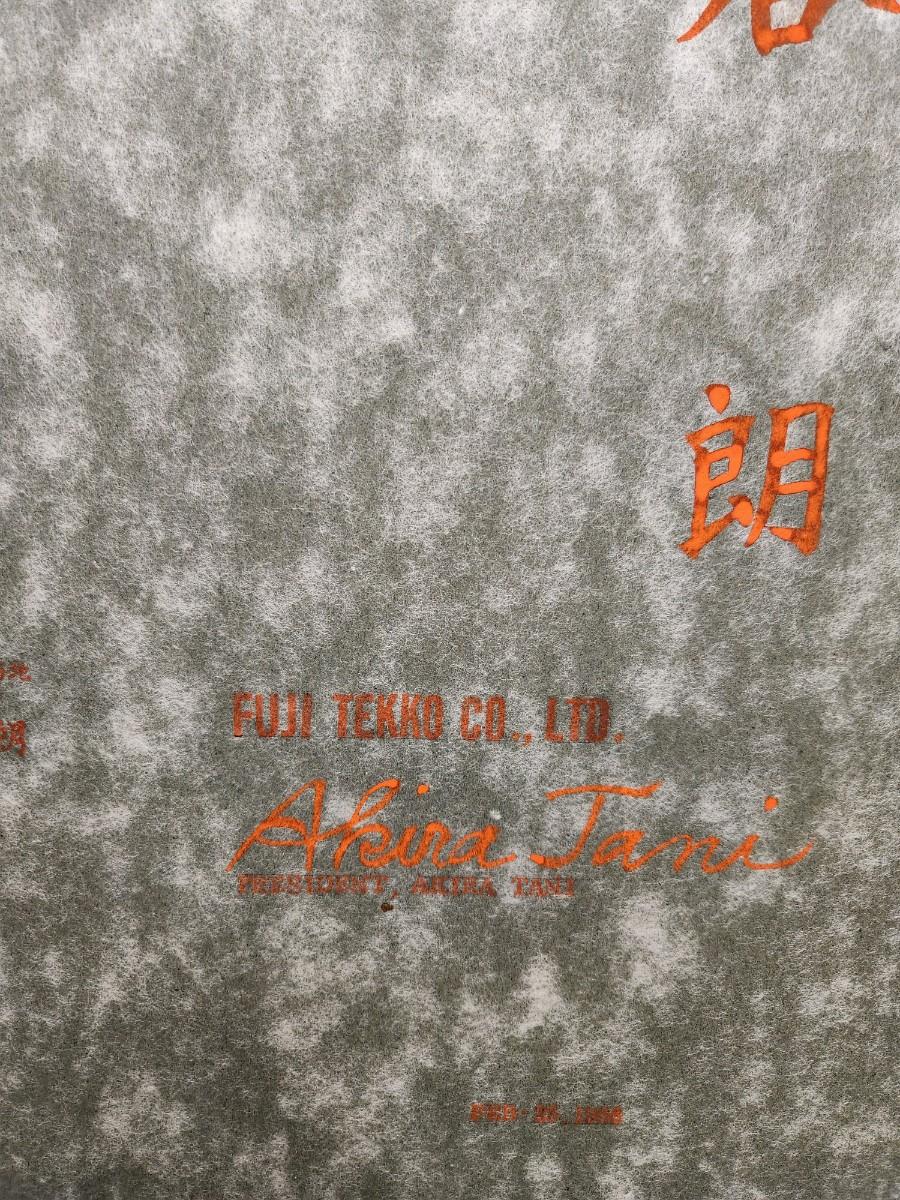 朗
FUJI TEKKO CO., LTD.
Akira Tani
PRESIDENT, AKIRA TANI